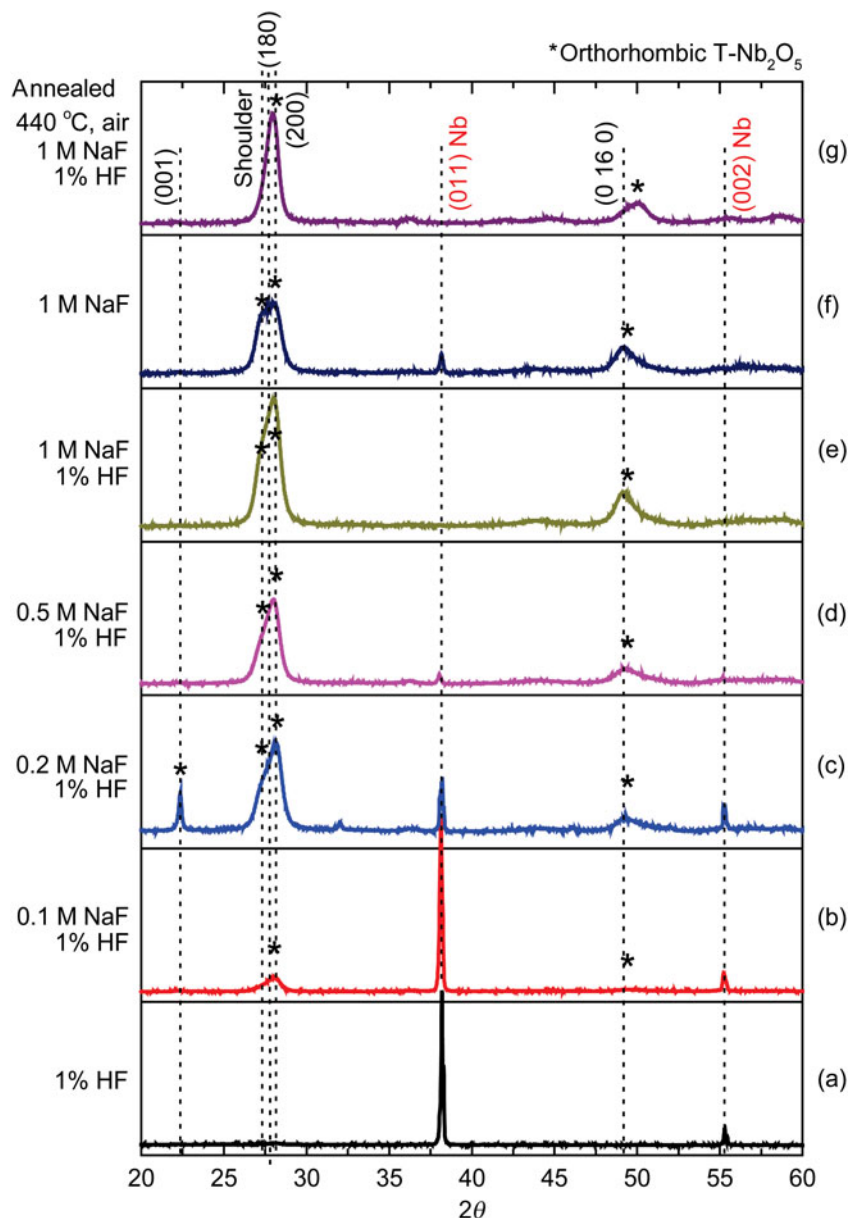 *Orthorhombic T-Nb₂O₅
Annealed
440 °C, air
1 M NaF
1% HF
(001)
Shoulder
(180)
*
(200)
(011) Nb
(0 16 0)
*
(002) Nb
(g)
1 M NaF
*
*
*
(f)
1 M NaF
1% HF
*
*
*
(e)
0.5 M NaF
1% HF
*
*
*
(d)
0.2 M NaF
1% HF
*
*
*
*
(c)
0.1 M NaF
1% HF
*
*
(b)
1% HF
(a)
20 25 30 35 40 45 50 55 60
2θ